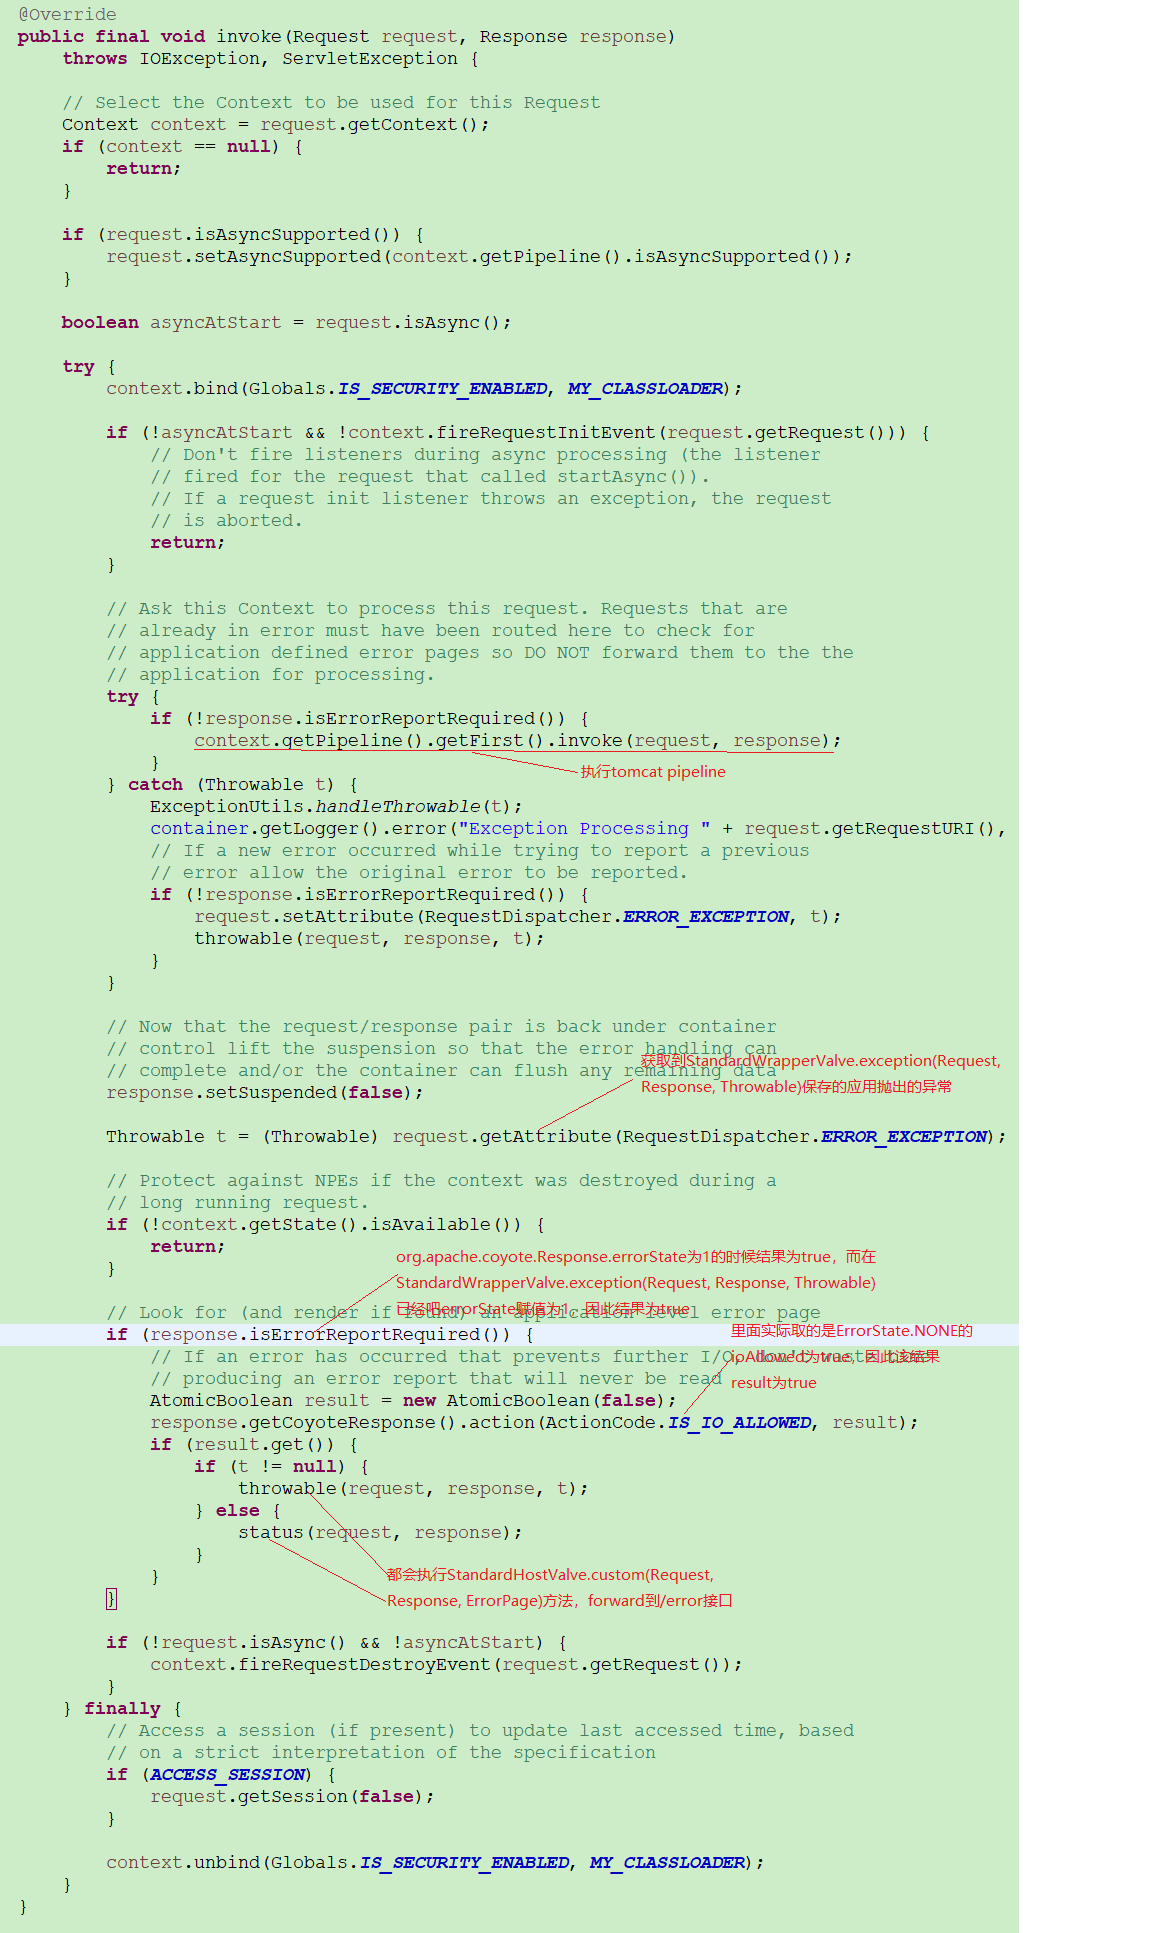 @Override
public final void invoke(Request request, Response response)
    throws IOException, ServletException {

    // Select the Context to be used for this Request
    Context context = request.getContext();
    if (context == null) {
        return;
    }

    if (request.isAsyncSupported()) {
        request.setAsyncSupported(context.getPipeline().isAsyncSupported());
    }

    boolean asyncAtStart = request.isAsync();

    try {
        context.bind(Globals.IS_SECURITY_ENABLED, MY_CLASSLOADER);

        if (!asyncAtStart && !context.fireRequestInitEvent(request.getRequest())) {
            // Don't fire listeners during async processing (the listener
            // fired for the request that called startAsync()).
            // If a request init listener throws an exception, the request
            // is aborted.
            return;
        }

        // Ask this Context to process this request. Requests that are
        // already in error must have been routed here to check for
        // application defined error pages so DO NOT forward them to the the
        // application for processing.
        try {
            if (!response.isErrorReportRequired()) {
                context.getPipeline().getFirst().invoke(request, response);
            }
执行tomcat pipeline
        } catch (Throwable t) {
            ExceptionUtils.handleThrowable(t);
            container.getLogger().error("Exception Processing " + request.getRequestURI(),
            // If a new error occurred while trying to report a previous
            // error allow the original error to be reported.
            if (!response.isErrorReportRequired()) {
                request.setAttribute(RequestDispatcher.ERROR_EXCEPTION, t);
                throwable(request, response, t);
            }
        }

        // Now that the request/response pair is back under container
        // control lift the suspension so that the error handling can
        // complete and/or the container can flush any remaining data
获取到StandardWrapperValve.exception(Request,
Response, Throwable)保存的应用抛出的异常
        response.setSuspended(false);

        Throwable t = (Throwable) request.getAttribute(RequestDispatcher.ERROR_EXCEPTION);

        // Protect against NPEs if the context was destroyed during a
        // long running request.
        if (!context.getState().isAvailable()) {
            return;
        }
org.apache.coyote.Response.errorState为1的时候结果为true，而在
StandardWrapperValve.exception(Request, Response, Throwable)
已经吧errorState赋值为1，因此结果为true

        // Look for (and render if found) an application level error page
        if (response.isErrorReportRequired()) {
里面实际取的是ErrorState.NONE的
ioAllowed为true，因此该结果
result为true
            // If an error has occurred that prevents further I/O, don't waste time
            // producing an error report that will never be read
            AtomicBoolean result = new AtomicBoolean(false);
            response.getCoyoteResponse().action(ActionCode.IS_IO_ALLOWED, result);
            if (result.get()) {
                if (t != null) {
                    throwable(request, response, t);
                } else {
                    status(request, response);
                }
            }
都会执行StandardHostValve.custom(Request,
Response, ErrorPage)方法，forward到/error接口
        }

        if (!request.isAsync() && !asyncAtStart) {
            context.fireRequestDestroyEvent(request.getRequest());
        }
    } finally {
        // Access a session (if present) to update last accessed time, based
        // on a strict interpretation of the specification
        if (ACCESS_SESSION) {
            request.getSession(false);
        }

        context.unbind(Globals.IS_SECURITY_ENABLED, MY_CLASSLOADER);
    }
}